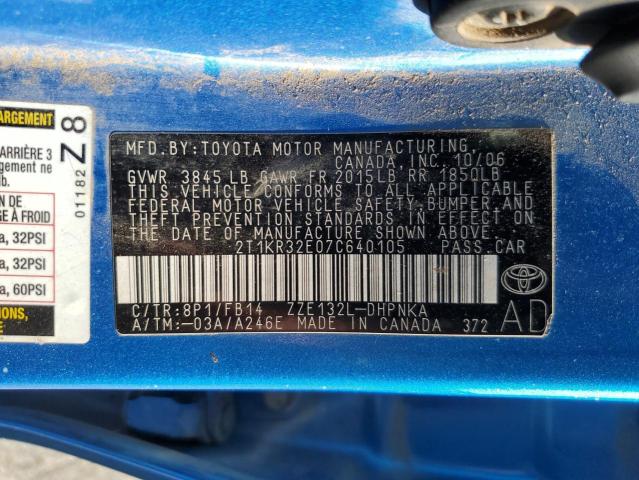 ARGEMENT
ARRIÈRE 3
gement ne
lb.
N DE
GE À FROID
a, 32PSI
a, 32PSI
a, 60PSI
01182 Z8
MFD.BY:TOYOTA MOTOR MANUFACTURING,
CANADA, INC. 10/06
GVWR 3845 LB GAWR FR 2015LB RR 1850LB
THIS VEHICLE CONFORMS TO ALL APPLICABLE
FEDERAL MOTOR VEHICLE SAFETY, BUMPER, AND
THEFT PREVENTION STANDARDS IN EFFECT ON
THE DATE OF MANUFACTURE SHOWN ABOVE.
2T1KR32E07C640105 PASS.CAR
C/TR:8P1/FB14 ZZE132L-DHPNKA
A/TM:-03A/A246E MADE IN CANADA 372
AD